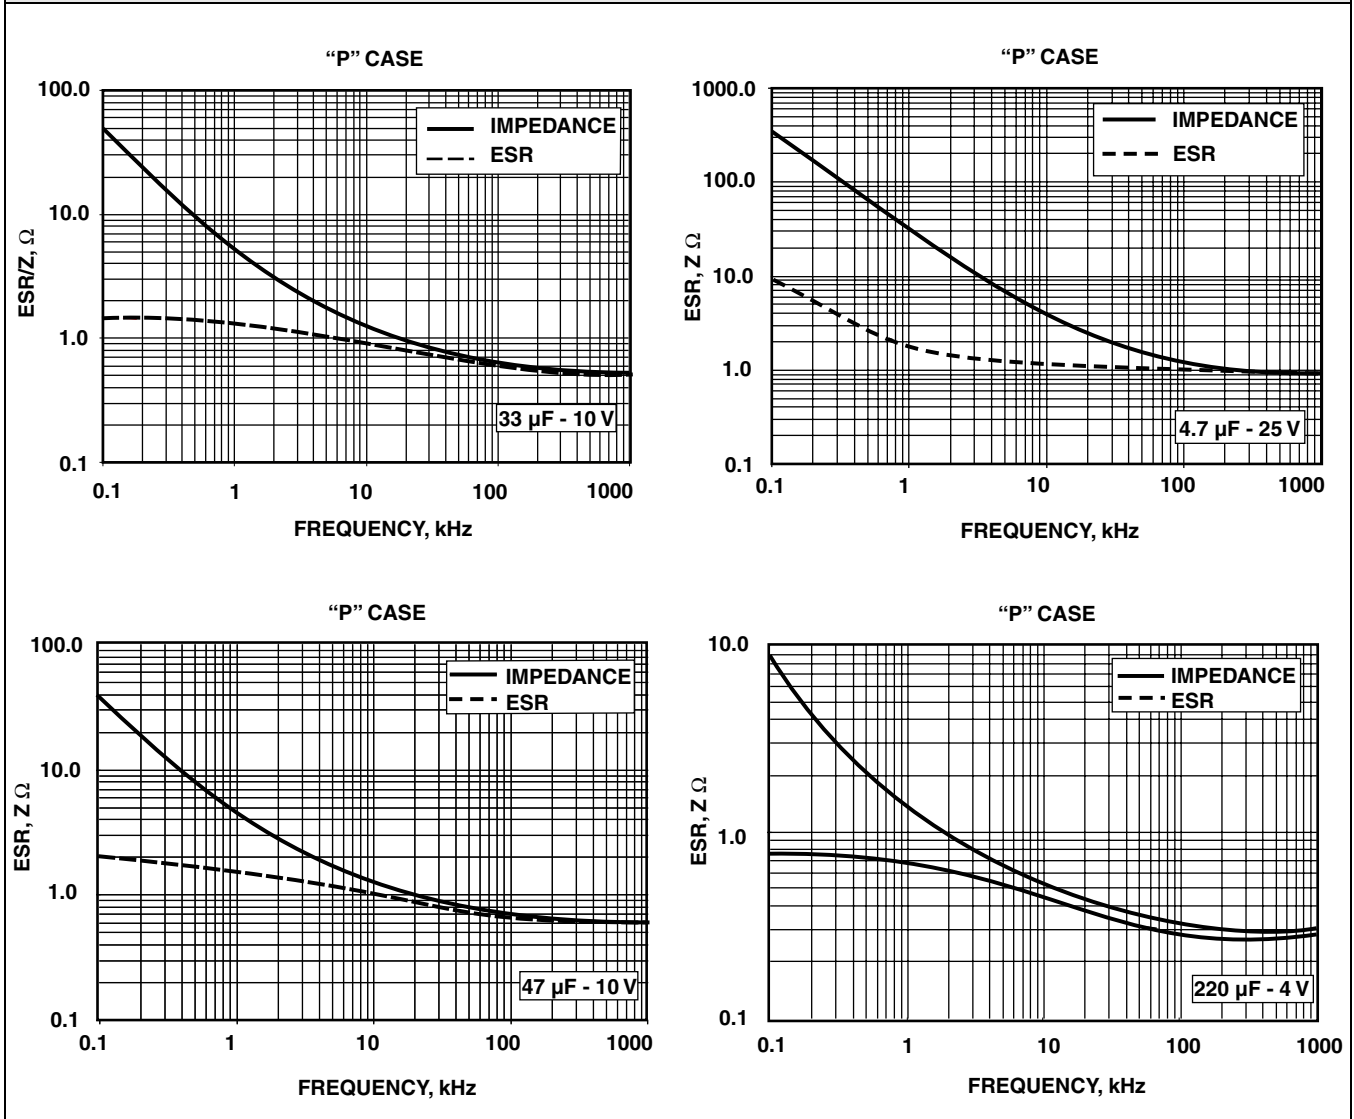 “P” CASE
100.0
10.0
1.0
0.1
ESR/Z, Ω
IMPEDANCE
ESR
33 µF - 10 V
0.1 1 10 100 1000
FREQUENCY, kHz
“P” CASE
1000.0
100.0
10.0
1.0
0.1
ESR, Z Ω
IMPEDANCE
ESR
4.7 µF - 25 V
0.1 1 10 100 1000
FREQUENCY, kHz
“P” CASE
100.0
10.0
1.0
0.1
ESR, Z Ω
IMPEDANCE
ESR
47 µF - 10 V
0.1 1 10 100 1000
FREQUENCY, kHz
“P” CASE
10.0
1.0
0.1
ESR, Z Ω
IMPEDANCE
ESR
220 µF - 4 V
0.1 1 10 100 1000
FREQUENCY, kHz